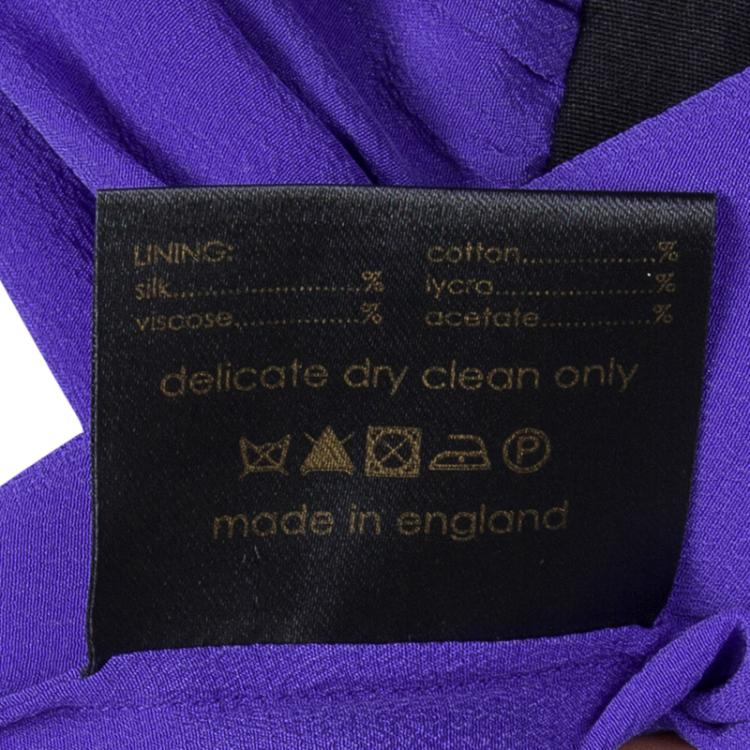 LINING:
silk....................%
viscose...............%
cotton................%
lycra...................%
acetate..............%
delicate dry clean only
P
made in england